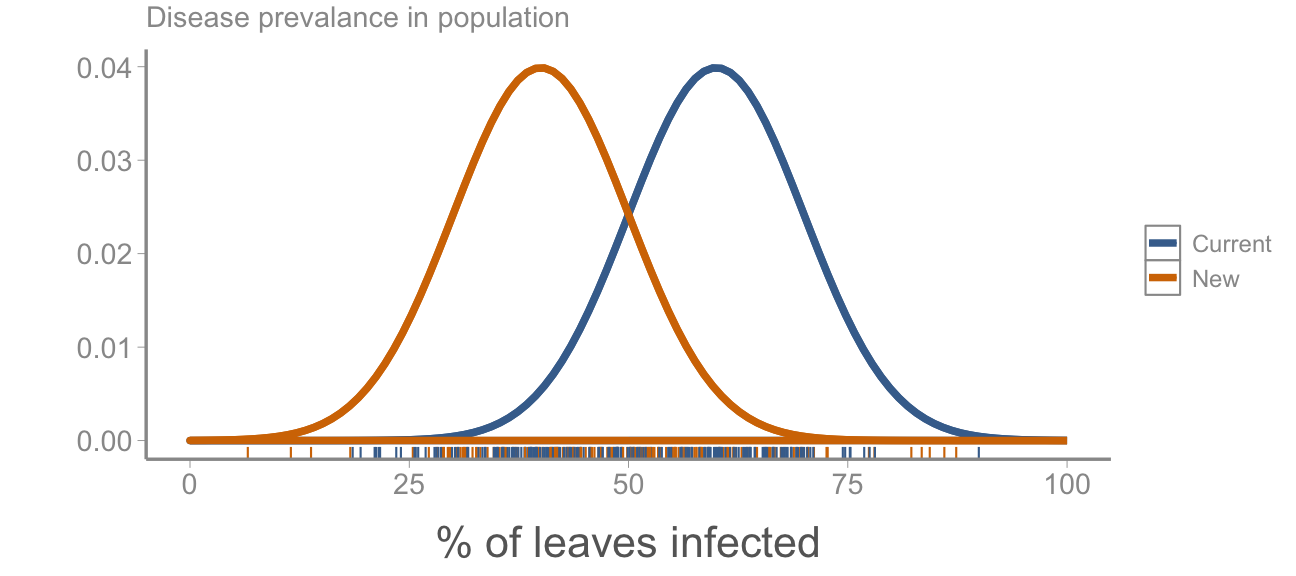 Disease prevalance in population
0.04
0.03
0.02
0.01
0.00
0 25 50 75 100
% of leaves infected
Current
New